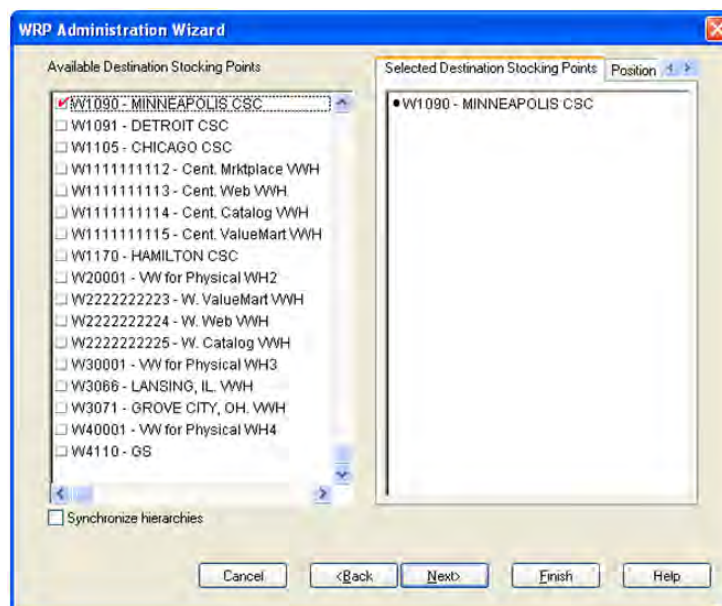 WRP Administration Wizard
Available Destination Stocking Points
W1090 - MINNEAPOLIS CSC
W1091 - DETROIT CSC
W1105 - CHICAGO CSC
W1111111112 - Cent. Mrktplace VWH
W1111111113 - Cent. Web VWH.
W1111111114 - Cent. Catalog VWH
W1111111115 - Cent. ValueMart VWH
W1170 - HAMILTON CSC
W20001 - VW for Physical WH2
W2222222223 - W. ValueMart VWH
W2222222224 - W. Web VWH
W2222222225 - W. Catalog VWH
W30001 - VW for Physical WH3
W3066 - LANSING, IL. VWH
W3071 - GROVE CITY, OH. VWH
W40001 - VW for Physical WH4
W4110 - GS
Synchronize hierarchies
Selected Destination Stocking Points
Position
W1090 - MINNEAPOLIS CSC
Cancel
<Back
Next>
Finish
Help